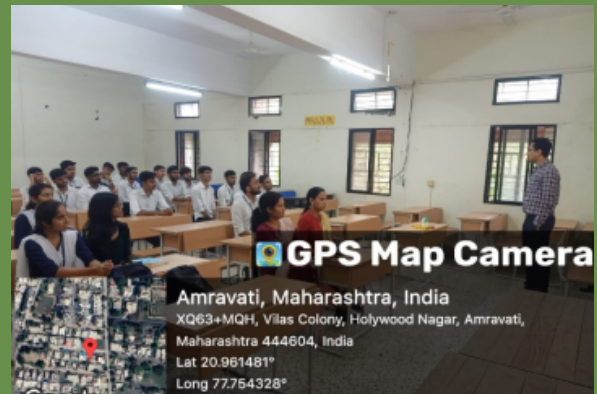 GPS Map Camera
Amravati, Maharashtra, India
XQ63+MQH, Vilas Colony, Holywood Nagar, Amravati,
Maharashtra 444604, India
Lat 20.961481°
Long 77.754328°